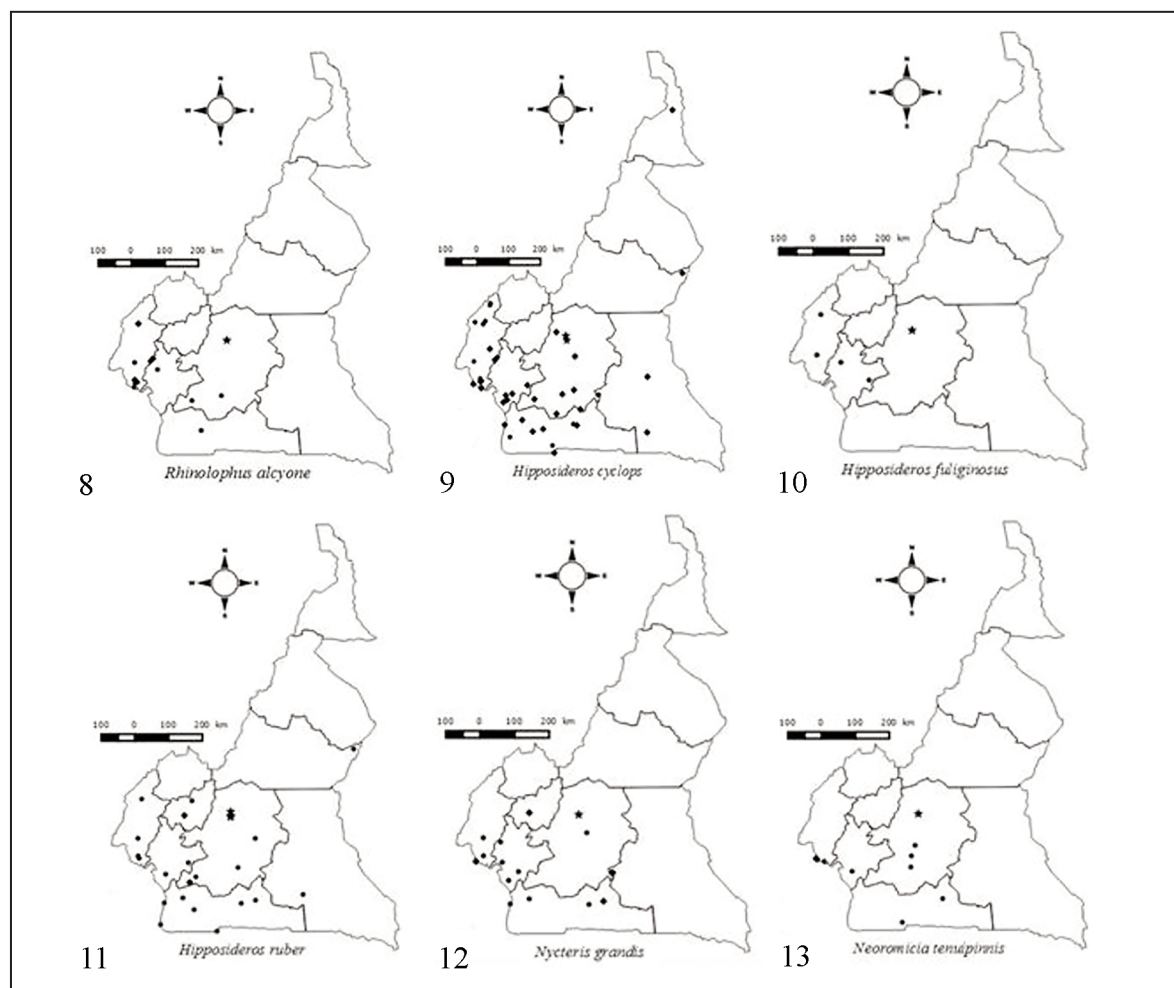 N
W E
S
100 0 100 200 km
8
Rhinolophus alcyone
N
W E
S
100 0 100 200 km
9
Hipposideros cyclops
N
W E
S
100 0 100 200 km
10
Hipposideros fuliginosus
N
W E
S
100 0 100 200 km
11
Hipposideros ruber
N
W E
S
100 0 100 200 km
12
Nycteris grandis
N
W E
S
100 0 100 200 km
13
Neoromicia tenuipinnis